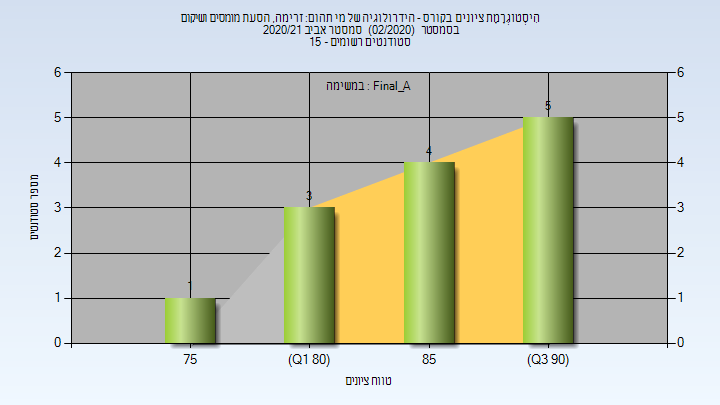 היסטוגרמת ציונים בקורס - הידרולוגיה של מי תהום: זרימה, הסעת מומסים ושיקום
בסמסטר (02/2020) סמסטר אביב 2020/21
סטודנטים רשומים - 15
במשימה : Final_A
מספר סטודנטים
6
5
4
3
2
1
0
6
5
4
3
2
1
0
1
3
4
5
75
(Q1 80)
85
(Q3 90)
טווח ציונים